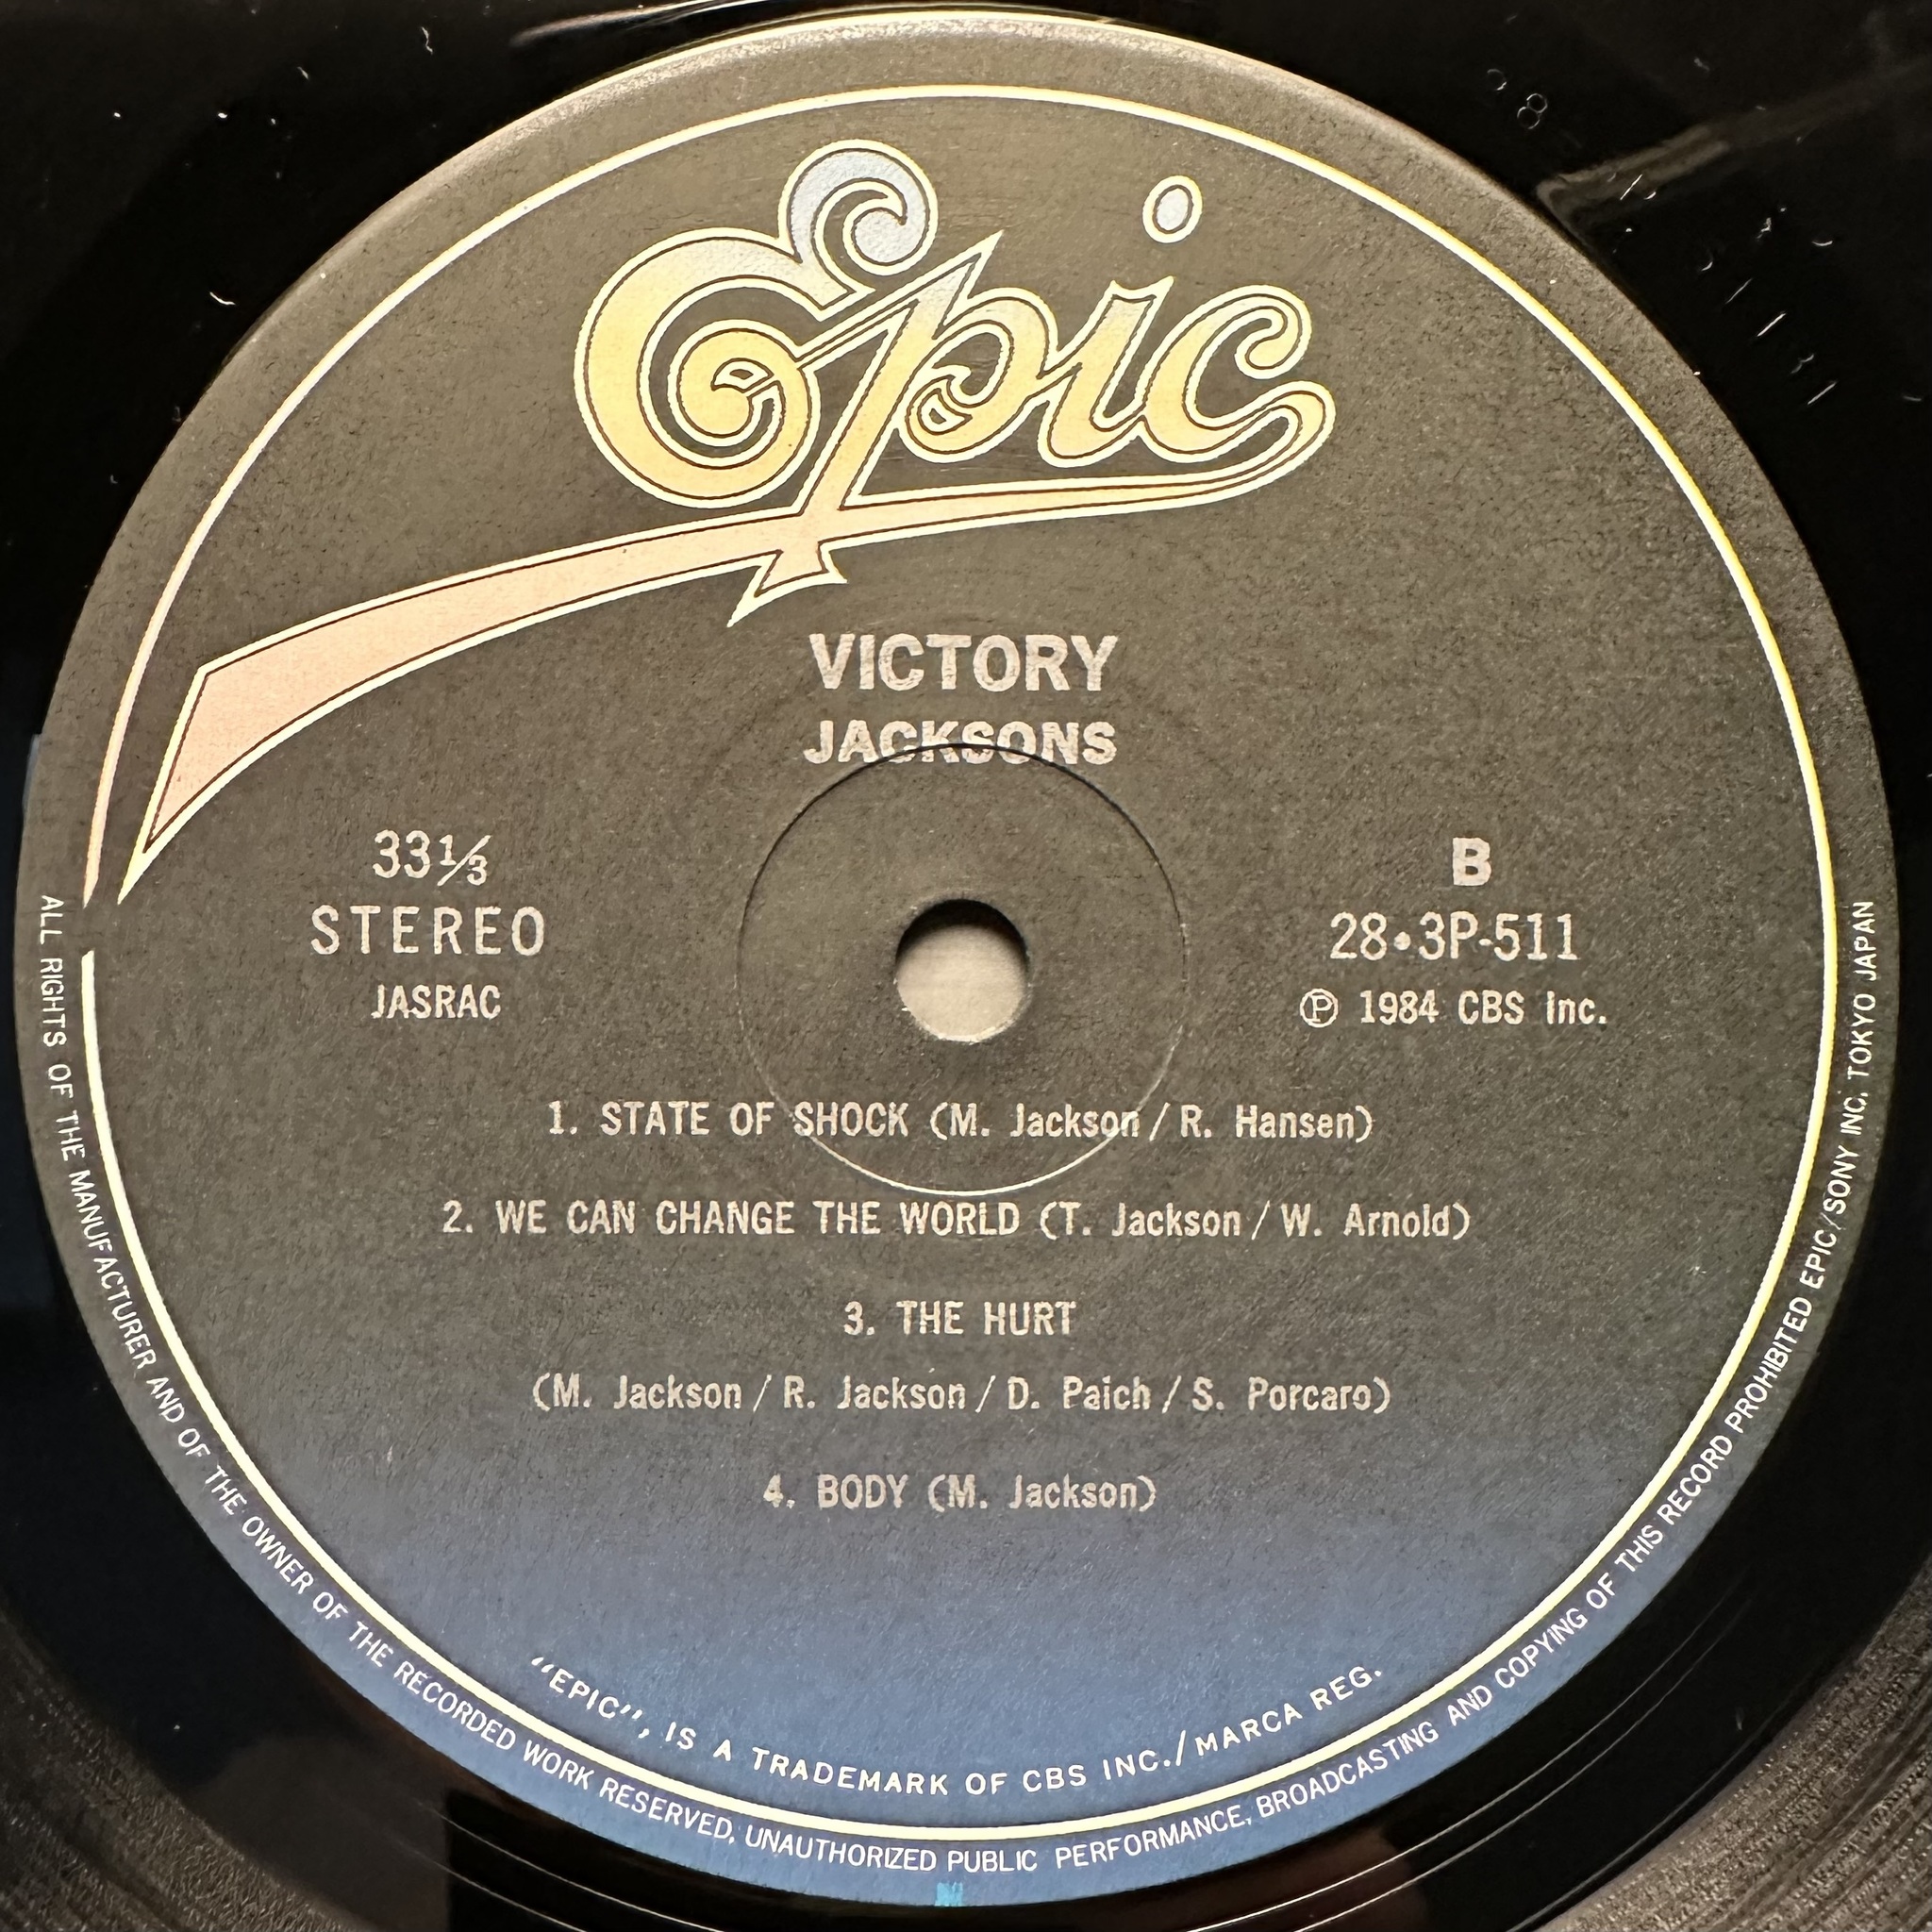 Epic
VICTORY
JACKSONS
33⅓
STEREO
JASRAC
B
28•3P-511
Ⓟ 1984 CBS Inc.
1. STATE OF SHOCK (M. Jackson / R. Hansen)
2. WE CAN CHANGE THE WORLD (T. Jackson / W. Arnold)
3. THE HURT
(M. Jackson / R. Jackson / D. Paich / S. Porcaro)
4. BODY (M. Jackson)
“EPIC”, IS A TRADEMARK OF CBS INC./MARCA REG.
ALL RIGHTS OF THE MANUFACTURER AND OF THE OWNER OF THE RECORDED WORK RESERVED, UNAUTHORIZED PUBLIC PERFORMANCE, BROADCASTING AND COPYING OF THIS RECORD PROHIBITED EPIC/SONY INC. TOKYO JAPAN